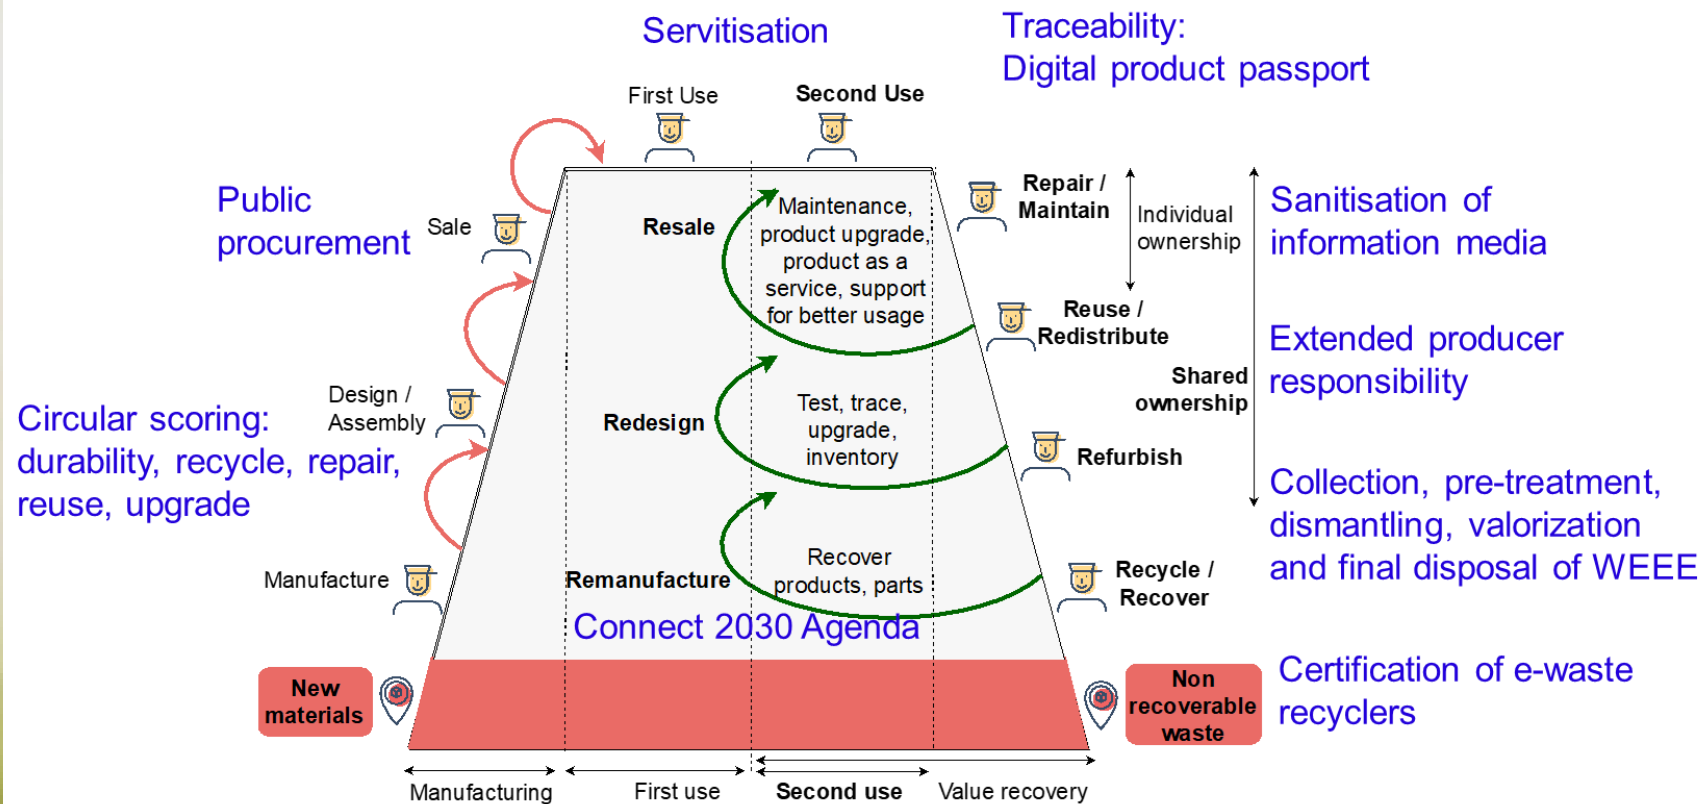 Servitisation
Traceability:
Digital product passport
First Use
Second Use
Public
procurement
Sale
Resale
Maintenance,
product upgrade,
product as a
service, support
for better usage
Repair /
Maintain
Individual
ownership
Sanitisation of
information media
Reuse /
Redistribute
Extended producer
responsibility
Shared
ownership
Circular scoring:
durability, recycle, repair,
reuse, upgrade
Design /
Assembly
Redesign
Test, trace,
upgrade,
inventory
Refurbish
Collection, pre-treatment,
dismantling, valorization
and final disposal of WEEE
Manufacture
Remanufacture
Recover
products, parts
Recycle /
Recover
Connect 2030 Agenda
New
materials
Non
recoverable
waste
Certification of e-waste
recyclers
Manufacturing
First use
Second use
Value recovery